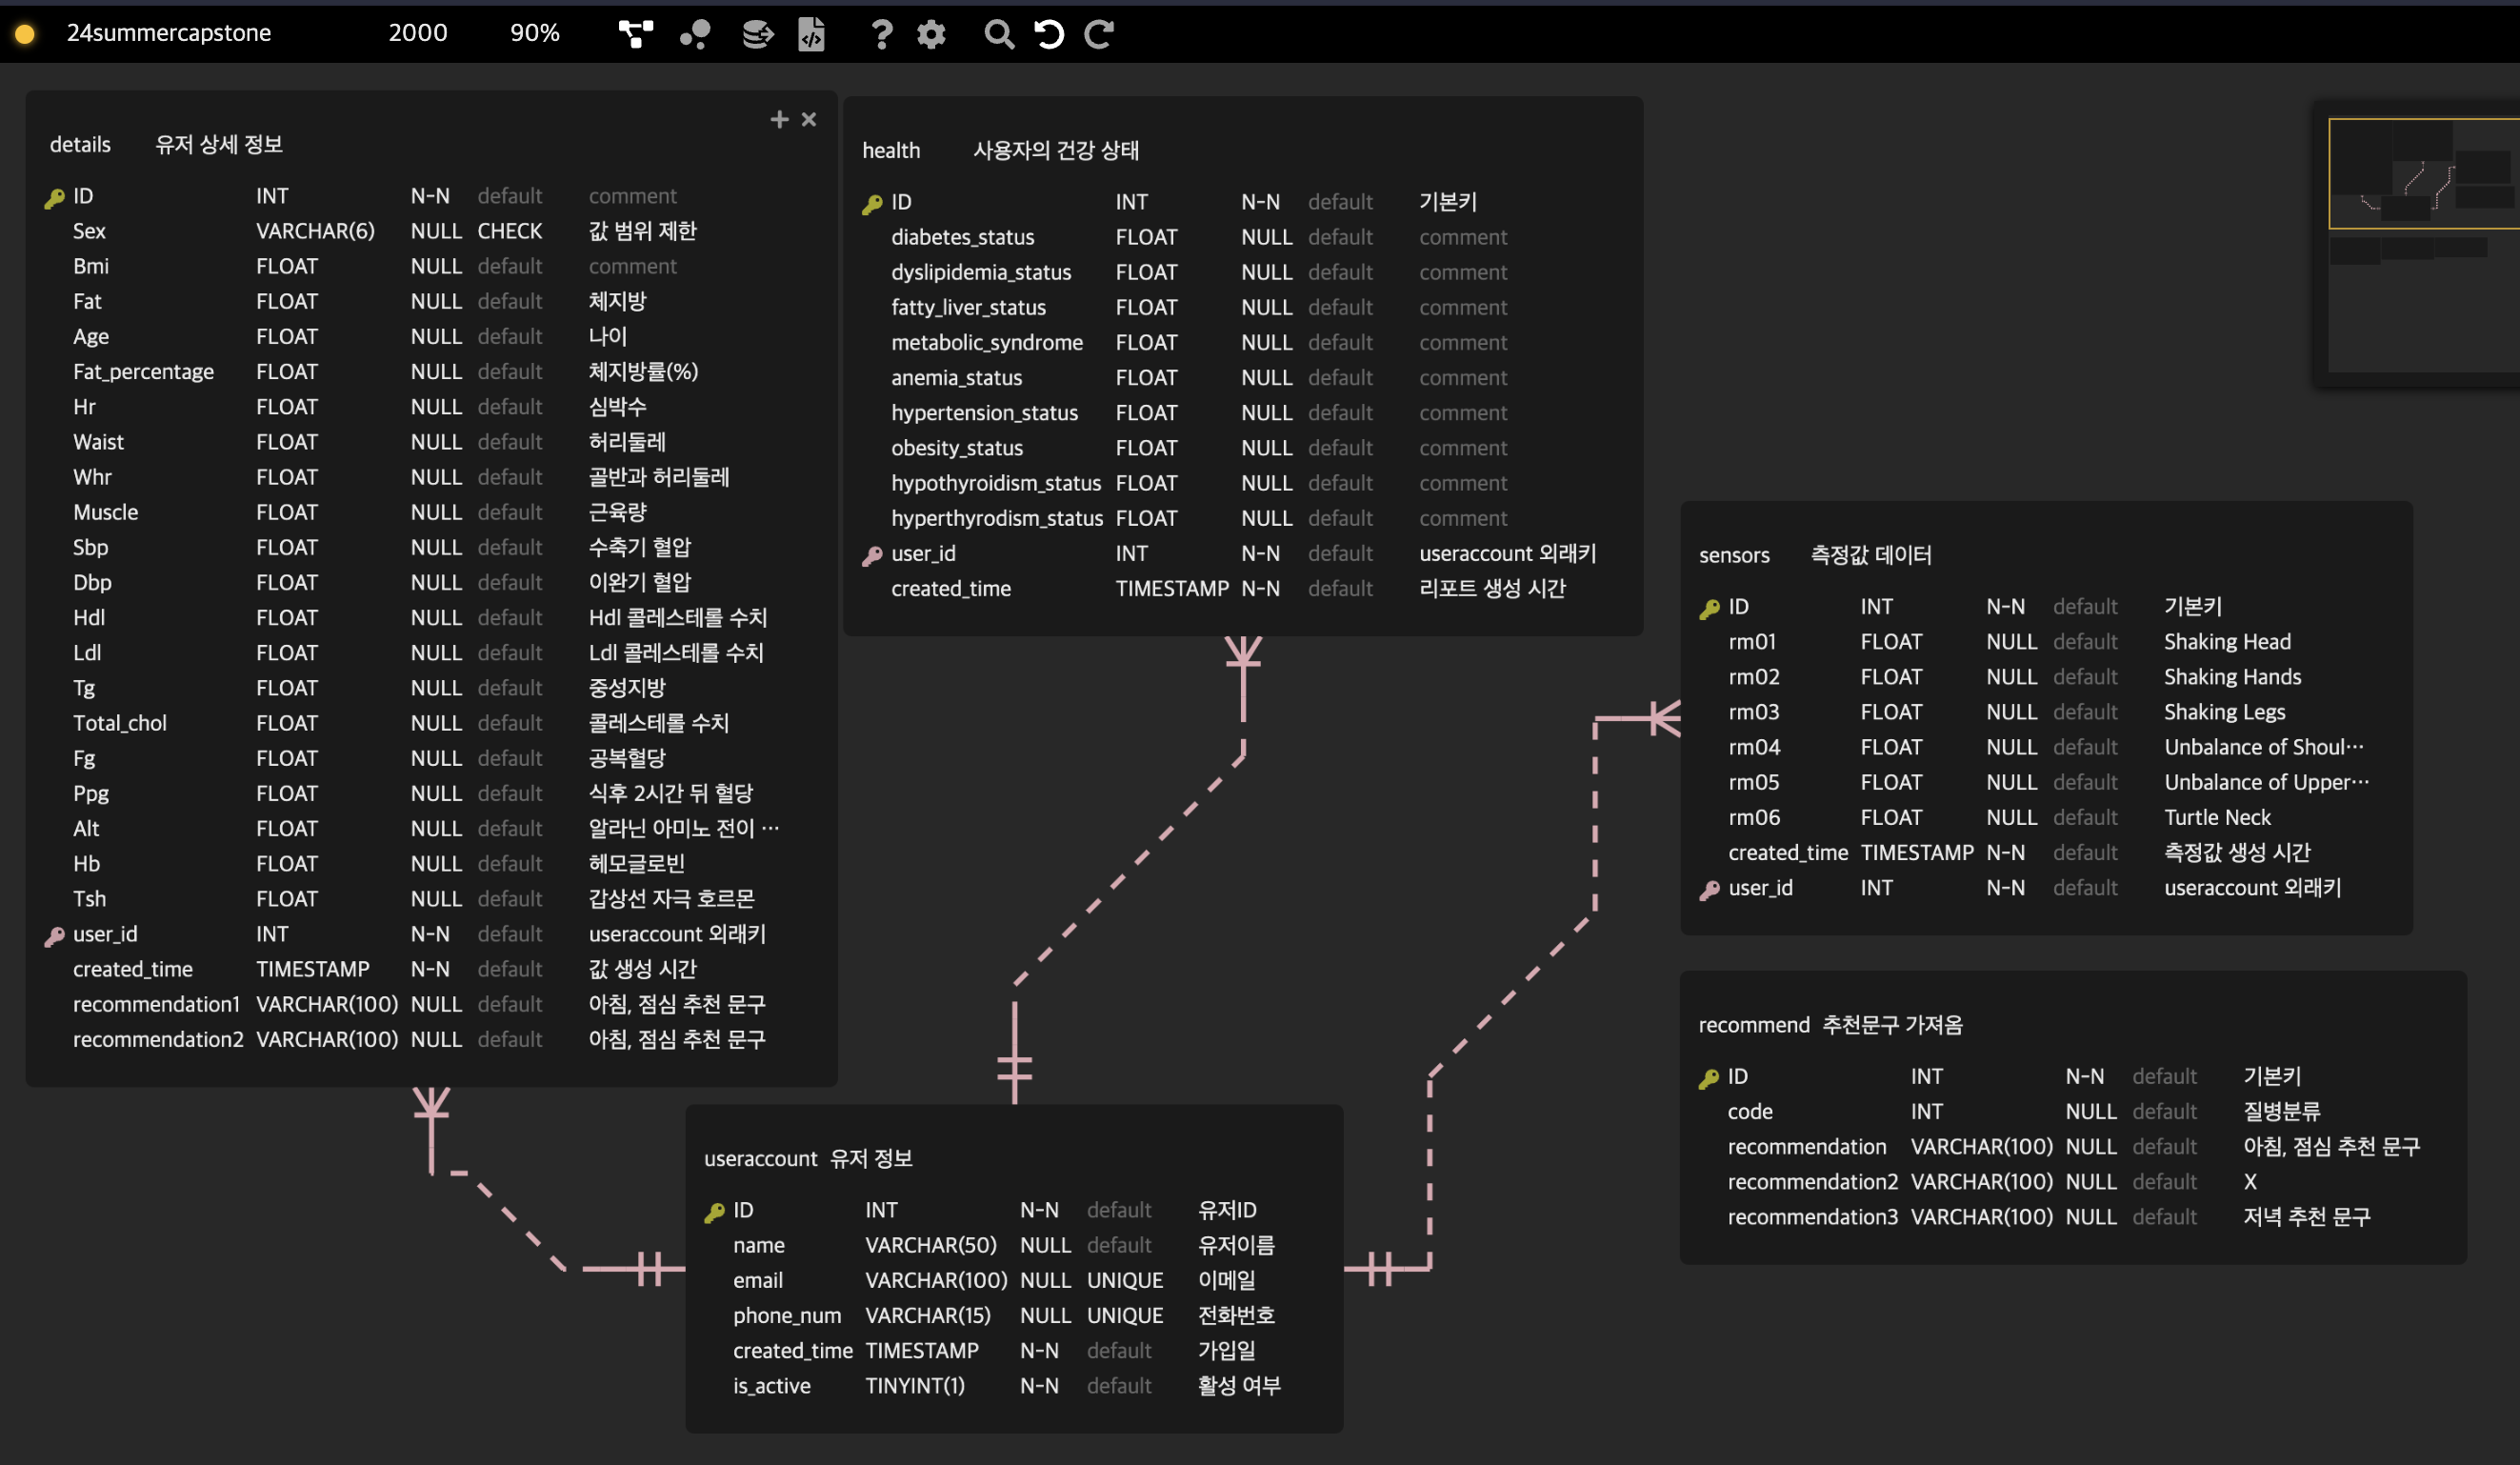 24summercapstone 2000 90%
details 유저 상세 정보
ID INT N-N default comment
Sex VARCHAR(6) NULL CHECK 값 범위 제한
Bmi FLOAT NULL default comment
Fat FLOAT NULL default 체지방
Age FLOAT NULL default 나이
Fat_percentage FLOAT NULL default 체지방률(%)
Hr FLOAT NULL default 심박수
Waist FLOAT NULL default 허리둘레
Whr FLOAT NULL default 골반과 허리둘레
Muscle FLOAT NULL default 근육량
Sbp FLOAT NULL default 수축기 혈압
Dbp FLOAT NULL default 이완기 혈압
Hdl FLOAT NULL default Hdl 콜레스테롤 수치
Ldl FLOAT NULL default Ldl 콜레스테롤 수치
Tg FLOAT NULL default 중성지방
Total_chol FLOAT NULL default 콜레스테롤 수치
Fg FLOAT NULL default 공복혈당
Ppg FLOAT NULL default 식후 2시간 뒤 혈당
Alt FLOAT NULL default 알라닌 아미노 전이 …
Hb FLOAT NULL default 헤모글로빈
Tsh FLOAT NULL default 갑상선 자극 호르몬
user_id INT N-N default useraccount 외래키
created_time TIMESTAMP N-N default 값 생성 시간
recommendation1 VARCHAR(100) NULL default 아침, 점심 추천 문구
recommendation2 VARCHAR(100) NULL default 아침, 점심 추천 문구
health 사용자의 건강 상태
ID INT N-N default 기본키
diabetes_status FLOAT NULL default comment
dyslipidemia_status FLOAT NULL default comment
fatty_liver_status FLOAT NULL default comment
metabolic_syndrome FLOAT NULL default comment
anemia_status FLOAT NULL default comment
hypertension_status FLOAT NULL default comment
obesity_status FLOAT NULL default comment
hypothyroidism_status FLOAT NULL default comment
hyperthyrodism_status FLOAT NULL default comment
user_id INT N-N default useraccount 외래키
created_time TIMESTAMP N-N default 리포트 생성 시간
sensors 측정값 데이터
ID INT N-N default 기본키
rm01 FLOAT NULL default Shaking Head
rm02 FLOAT NULL default Shaking Hands
rm03 FLOAT NULL default Shaking Legs
rm04 FLOAT NULL default Unbalance of Shoul…
rm05 FLOAT NULL default Unbalance of Upper…
rm06 FLOAT NULL default Turtle Neck
created_time TIMESTAMP N-N default 측정값 생성 시간
user_id INT N-N default useraccount 외래키
recommend 추천문구 가져옴
ID INT N-N default 기본키
code INT NULL default 질병분류
recommendation VARCHAR(100) NULL default 아침, 점심 추천 문구
recommendation2 VARCHAR(100) NULL default X
recommendation3 VARCHAR(100) NULL default 저녁 추천 문구
useraccount 유저 정보
ID INT N-N default 유저ID
name VARCHAR(50) NULL default 유저이름
email VARCHAR(100) NULL UNIQUE 이메일
phone_num VARCHAR(15) NULL UNIQUE 전화번호
created_time TIMESTAMP N-N default 가입일
is_active TINYINT(1) N-N default 활성 여부